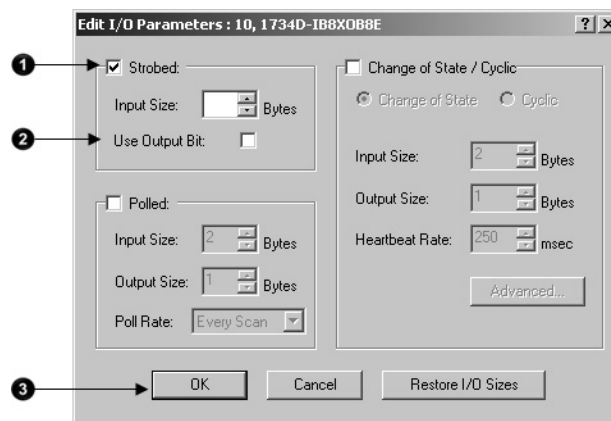 Edit I/O Parameters : 10, 1734D-IB8XOB8E
? X
1
Strobed:
Input Size: Bytes
2
Use Output Bit:
Polled:
Input Size: 2 Bytes
Output Size: 1 Bytes
Poll Rate: Every Scan
Change of State / Cyclic
Change of State Cyclic
Input Size: 2 Bytes
Output Size: 1 Bytes
Heartbeat Rate: 250 msec
Advanced...
3
OK Cancel Restore I/O Sizes